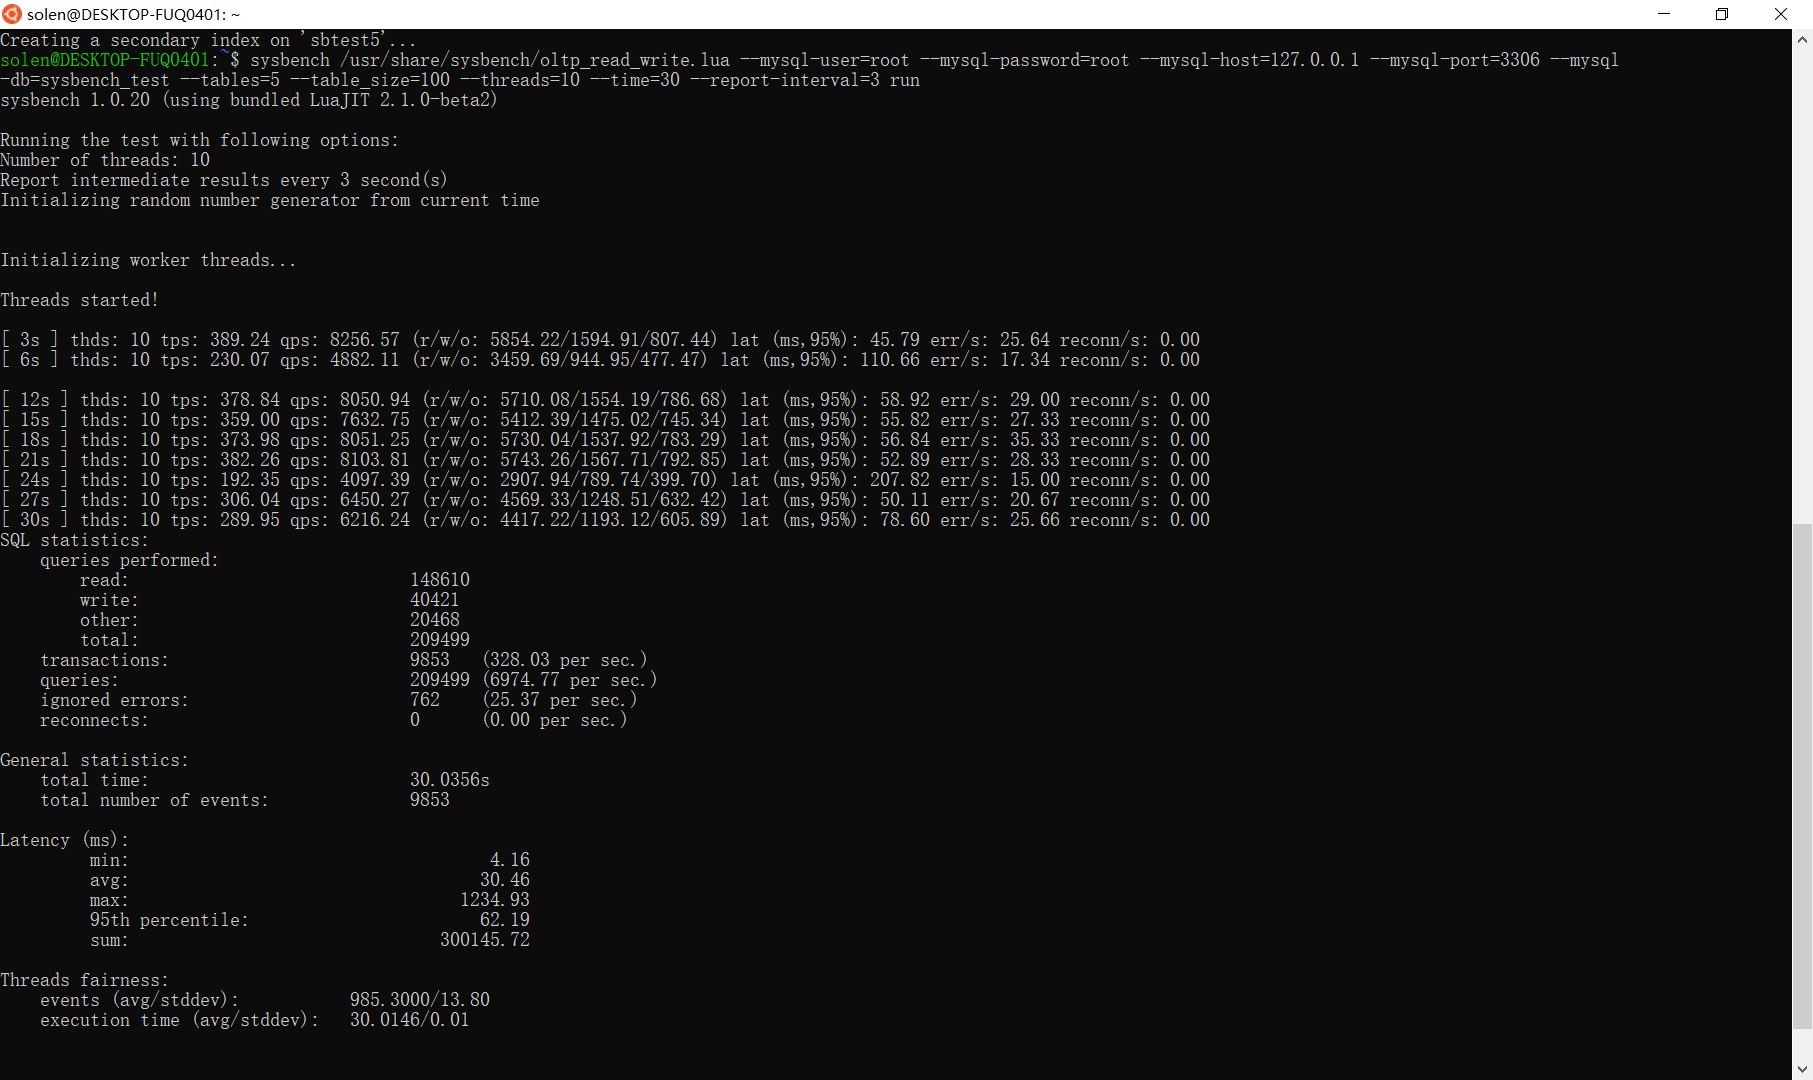 solen@DESKTOP-FUQ0401: ~
Creating a secondary index on 'sbtest5'...
solen@DESKTOP-FUQ0401:~$ sysbench /usr/share/sysbench/oltp_read_write.lua --mysql-user=root --mysql-password=root --mysql-host=127.0.0.1 --mysql-port=3306 --mysql
-db=sysbench_test --tables=5 --table_size=100 --threads=10 --time=30 --report-interval=3 run
sysbench 1.0.20 (using bundled LuaJIT 2.1.0-beta2)
Running the test with following options:
Number of threads: 10
Report intermediate results every 3 second(s)
Initializing random number generator from current time
Initializing worker threads...
Threads started!
[ 3s ] thds: 10 tps: 389.24 qps: 8256.57 (r/w/o: 5854.22/1594.91/807.44) lat (ms,95%): 45.79 err/s: 25.64 reconn/s: 0.00
[ 6s ] thds: 10 tps: 230.07 qps: 4882.11 (r/w/o: 3459.69/944.95/477.47) lat (ms,95%): 110.66 err/s: 17.34 reconn/s: 0.00
[ 12s ] thds: 10 tps: 378.84 qps: 8050.94 (r/w/o: 5710.08/1554.19/786.68) lat (ms,95%): 58.92 err/s: 29.00 reconn/s: 0.00
[ 15s ] thds: 10 tps: 359.00 qps: 7632.75 (r/w/o: 5412.39/1475.02/745.34) lat (ms,95%): 55.82 err/s: 27.33 reconn/s: 0.00
[ 18s ] thds: 10 tps: 373.98 qps: 8051.25 (r/w/o: 5730.04/1537.92/783.29) lat (ms,95%): 56.84 err/s: 35.33 reconn/s: 0.00
[ 21s ] thds: 10 tps: 382.26 qps: 8103.81 (r/w/o: 5743.26/1567.71/792.85) lat (ms,95%): 52.89 err/s: 28.33 reconn/s: 0.00
[ 24s ] thds: 10 tps: 192.35 qps: 4097.39 (r/w/o: 2907.94/789.74/399.70) lat (ms,95%): 207.82 err/s: 15.00 reconn/s: 0.00
[ 27s ] thds: 10 tps: 306.04 qps: 6450.27 (r/w/o: 4569.33/1248.51/632.42) lat (ms,95%): 50.11 err/s: 20.67 reconn/s: 0.00
[ 30s ] thds: 10 tps: 289.95 qps: 6216.24 (r/w/o: 4417.22/1193.12/605.89) lat (ms,95%): 78.60 err/s: 25.66 reconn/s: 0.00
SQL statistics:
queries performed:
read: 148610
write: 40421
other: 20468
total: 209499
transactions: 9853 (328.03 per sec.)
queries: 209499 (6974.77 per sec.)
ignored errors: 762 (25.37 per sec.)
reconnects: 0 (0.00 per sec.)
General statistics:
total time: 30.0356s
total number of events: 9853
Latency (ms):
min: 4.16
avg: 30.46
max: 1234.93
95th percentile: 62.19
sum: 300145.72
Threads fairness:
events (avg/stddev): 985.3000/13.80
execution time (avg/stddev): 30.0146/0.01